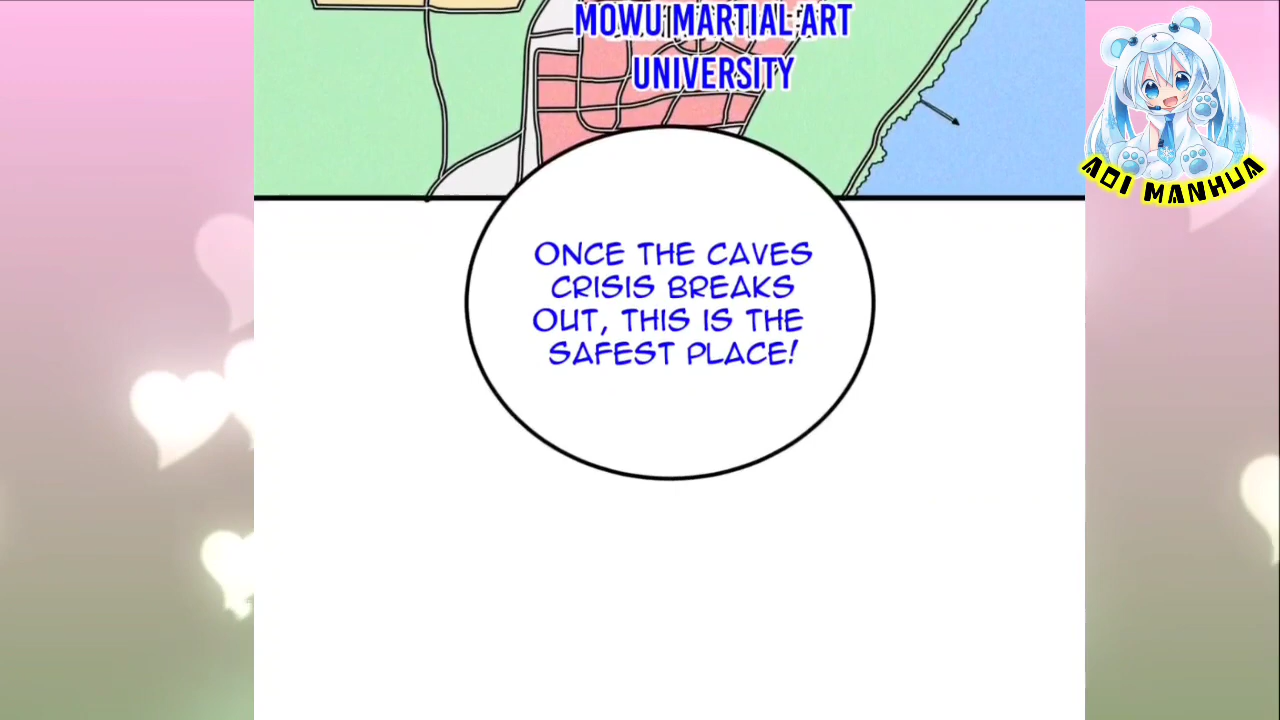 MOWU MARTIAL ART
UNIVERSITY
ONCE THE CAVES
CRISIS BREAKS
OUT, THIS IS THE
SAFEST PLACE!
AOI MANHUA